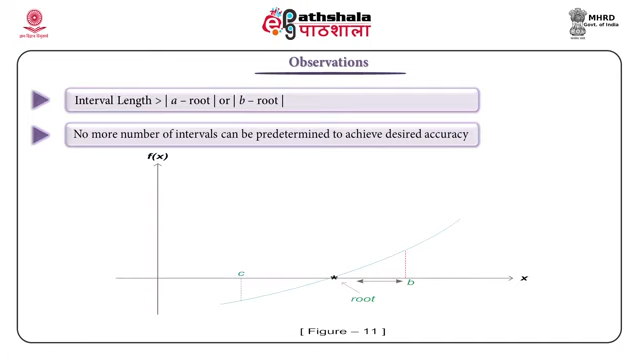 Pathshala
पाठशाला
MHRD
Govt. of India
Observations
Interval Length > | a – root | or | b – root |
No more number of intervals can be predetermined to achieve desired accuracy
f(x)
c
x
b
root
[ Figure – 11 ]